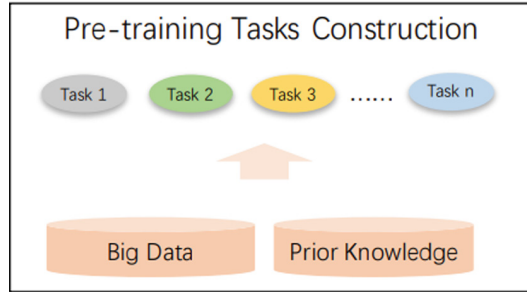 Pre-training Tasks Construction
Task 1 Task 2 Task 3 …… Task n
Big Data Prior Knowledge